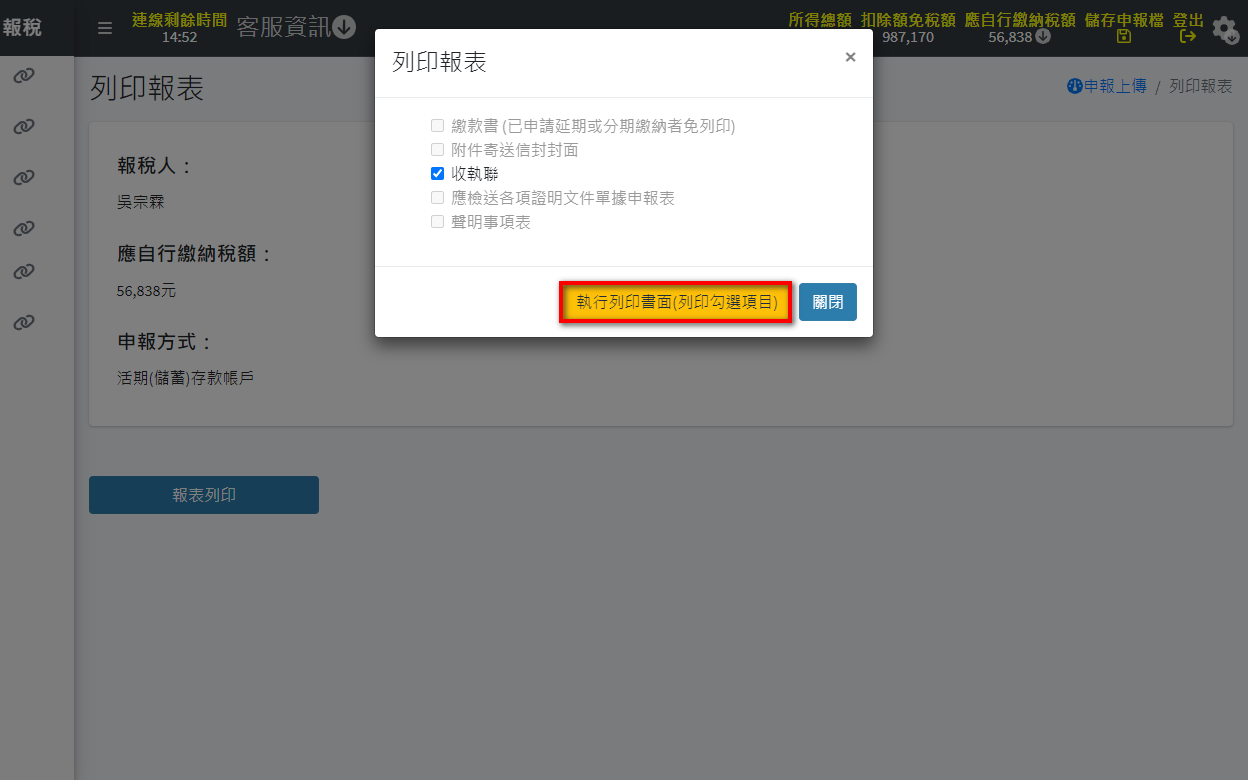 報稅
連線剩餘時間
14:52
客服資訊
所得總額 扣除額免稅額 應自行繳納稅額 儲存申報檔 登出
987,170 56,838
列印報表
申報上傳 / 列印報表
報稅人：
吳宗霖
應自行繳納稅額：
56,838元
申報方式：
活期(儲蓄)存款帳戶
報表列印
列印報表
×
繳款書 (已申請延期或分期繳納者免列印)
附件寄送信封封面
收執聯
應檢送各項證明文件單據申報表
聲明事項表
執行列印書面(列印勾選項目)
關閉